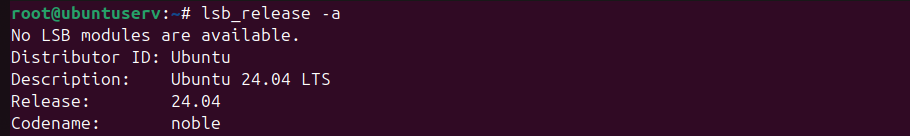 root@ubuntuserv:~# lsb_release -a
No LSB modules are available.
Distributor ID: Ubuntu
Description:    Ubuntu 24.04 LTS
Release:        24.04
Codename:       noble